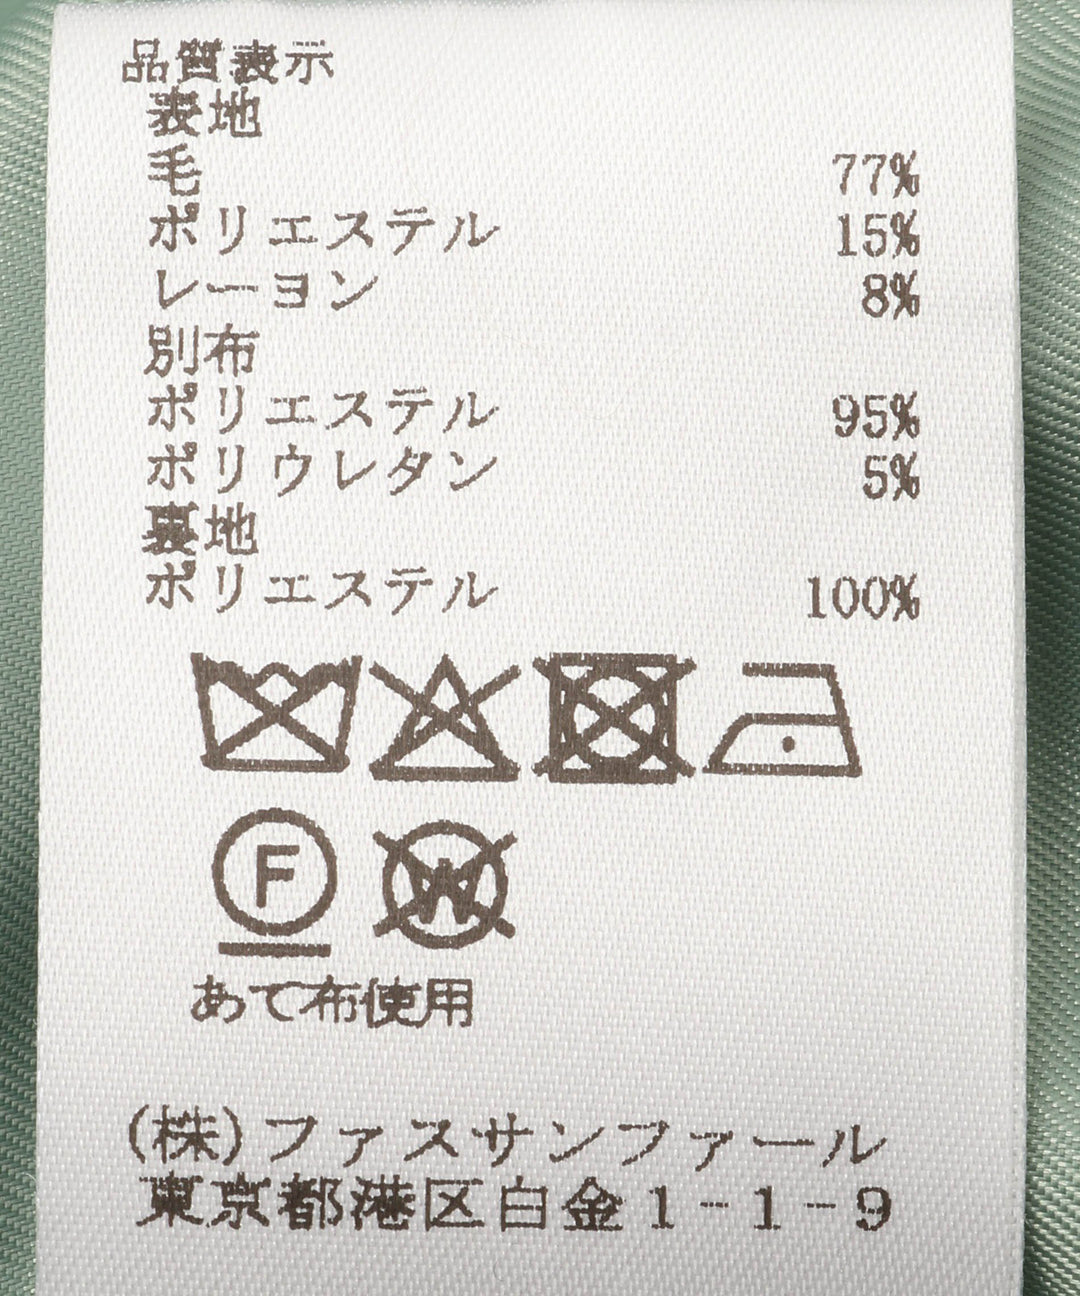 品質表示
表地
毛 77%
ポリエステル 15%
レーヨン 8%
別布
ポリエステル 95%
ポリウレタン 5%
裏地
ポリエステル 100%
F W
あて布使用
(株)ファスサンファール
東京都港区白金1-1-9